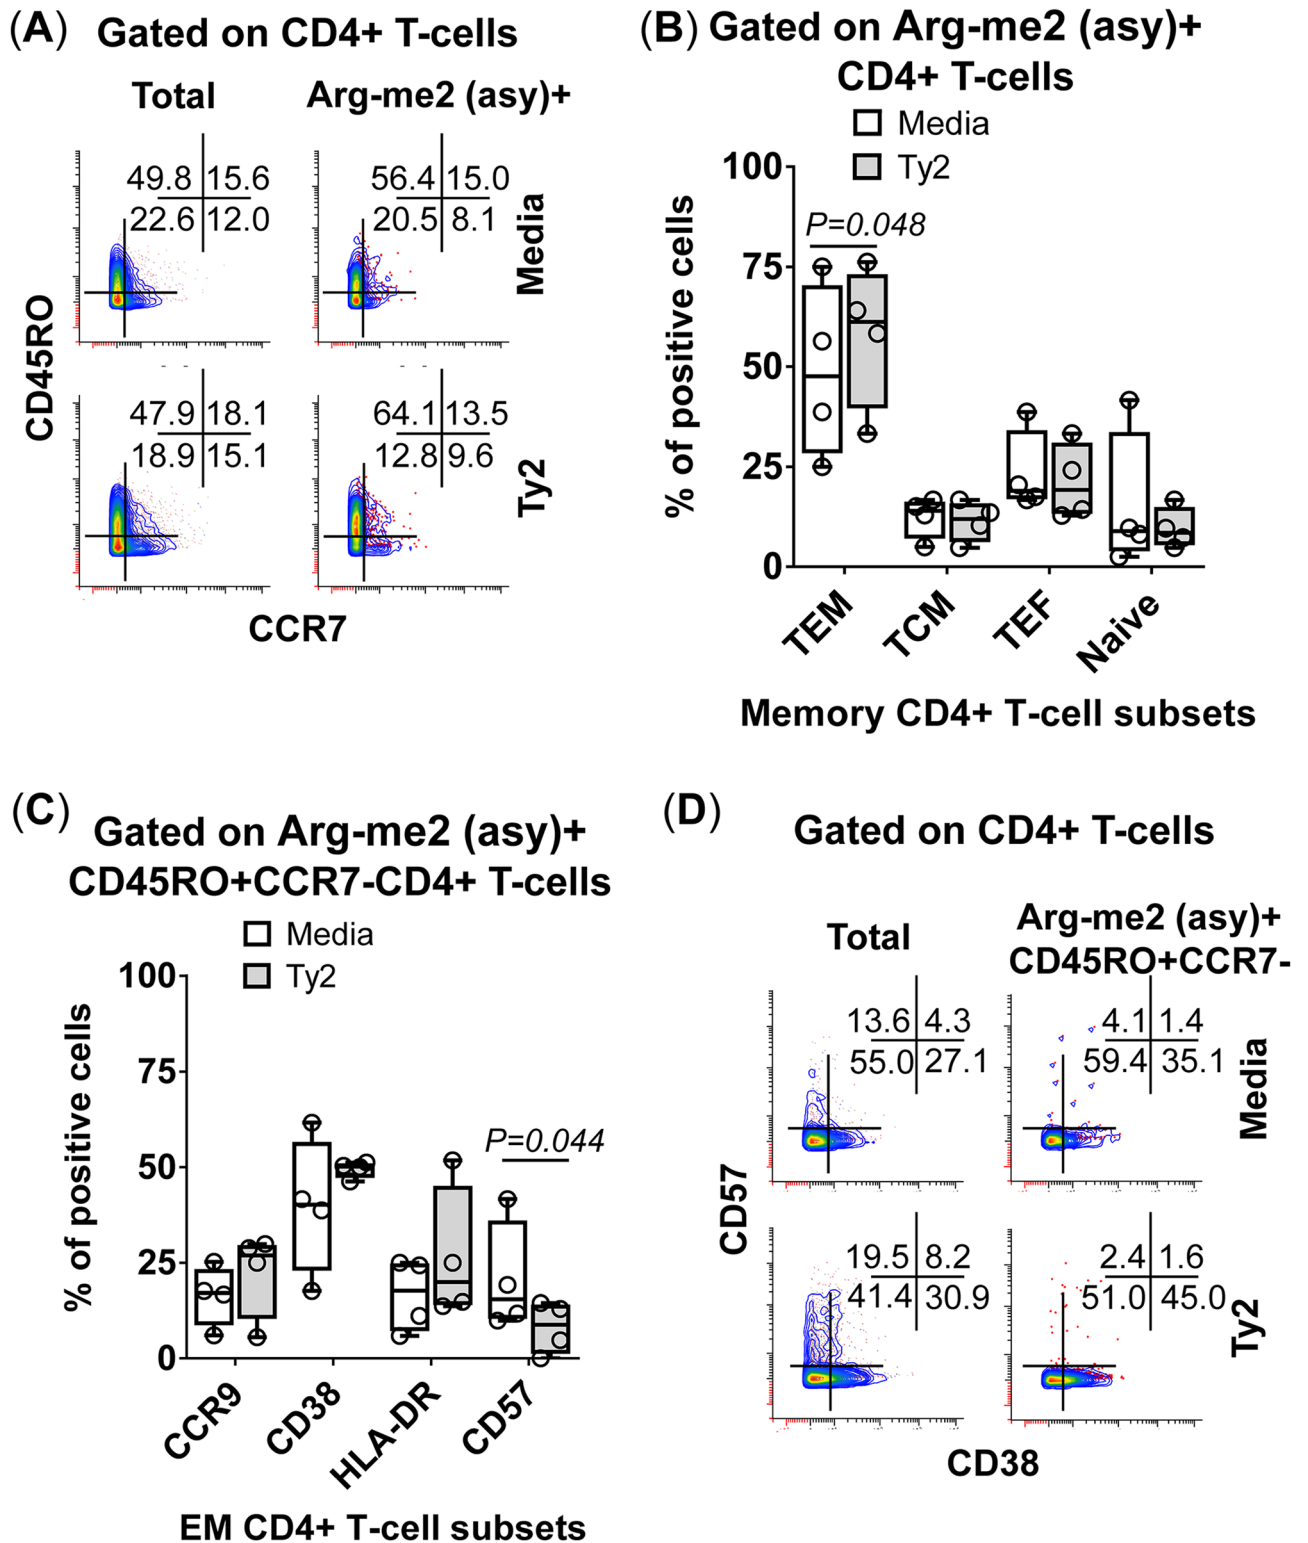 (A) Gated on CD4+ T-cells
Total
Arg-me2 (asy)+
49.8 15.6
22.6 12.0
56.4 15.0
20.5 8.1
Media
47.9 18.1
18.9 15.1
64.1 13.5
12.8 9.6
Ty2
CD45RO
CCR7
(B) Gated on Arg-me2 (asy)+
CD4+ T-cells
Media
Ty2
P=0.048
100
75
50
25
0
% of positive cells
TEM
TCM
TEF
Naive
Memory CD4+ T-cell subsets
(C) Gated on Arg-me2 (asy)+
CD45RO+CCR7-CD4+ T-cells
Media
Ty2
P=0.044
100
75
50
25
0
% of positive cells
CCR9
CD38
HLA-DR
CD57
EM CD4+ T-cell subsets
(D) Gated on CD4+ T-cells
Total
Arg-me2 (asy)+
CD45RO+CCR7-
13.6 4.3
55.0 27.1
4.1 1.4
59.4 35.1
Media
19.5 8.2
41.4 30.9
2.4 1.6
51.0 45.0
Ty2
CD57
CD38